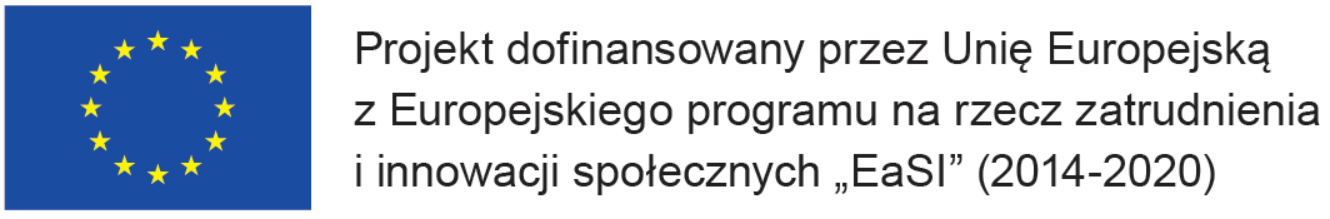 Projekt dofinansowany przez Unię Europejską
z Europejskiego programu na rzecz zatrudnienia
i innowacji społecznych „EaSI” (2014-2020)